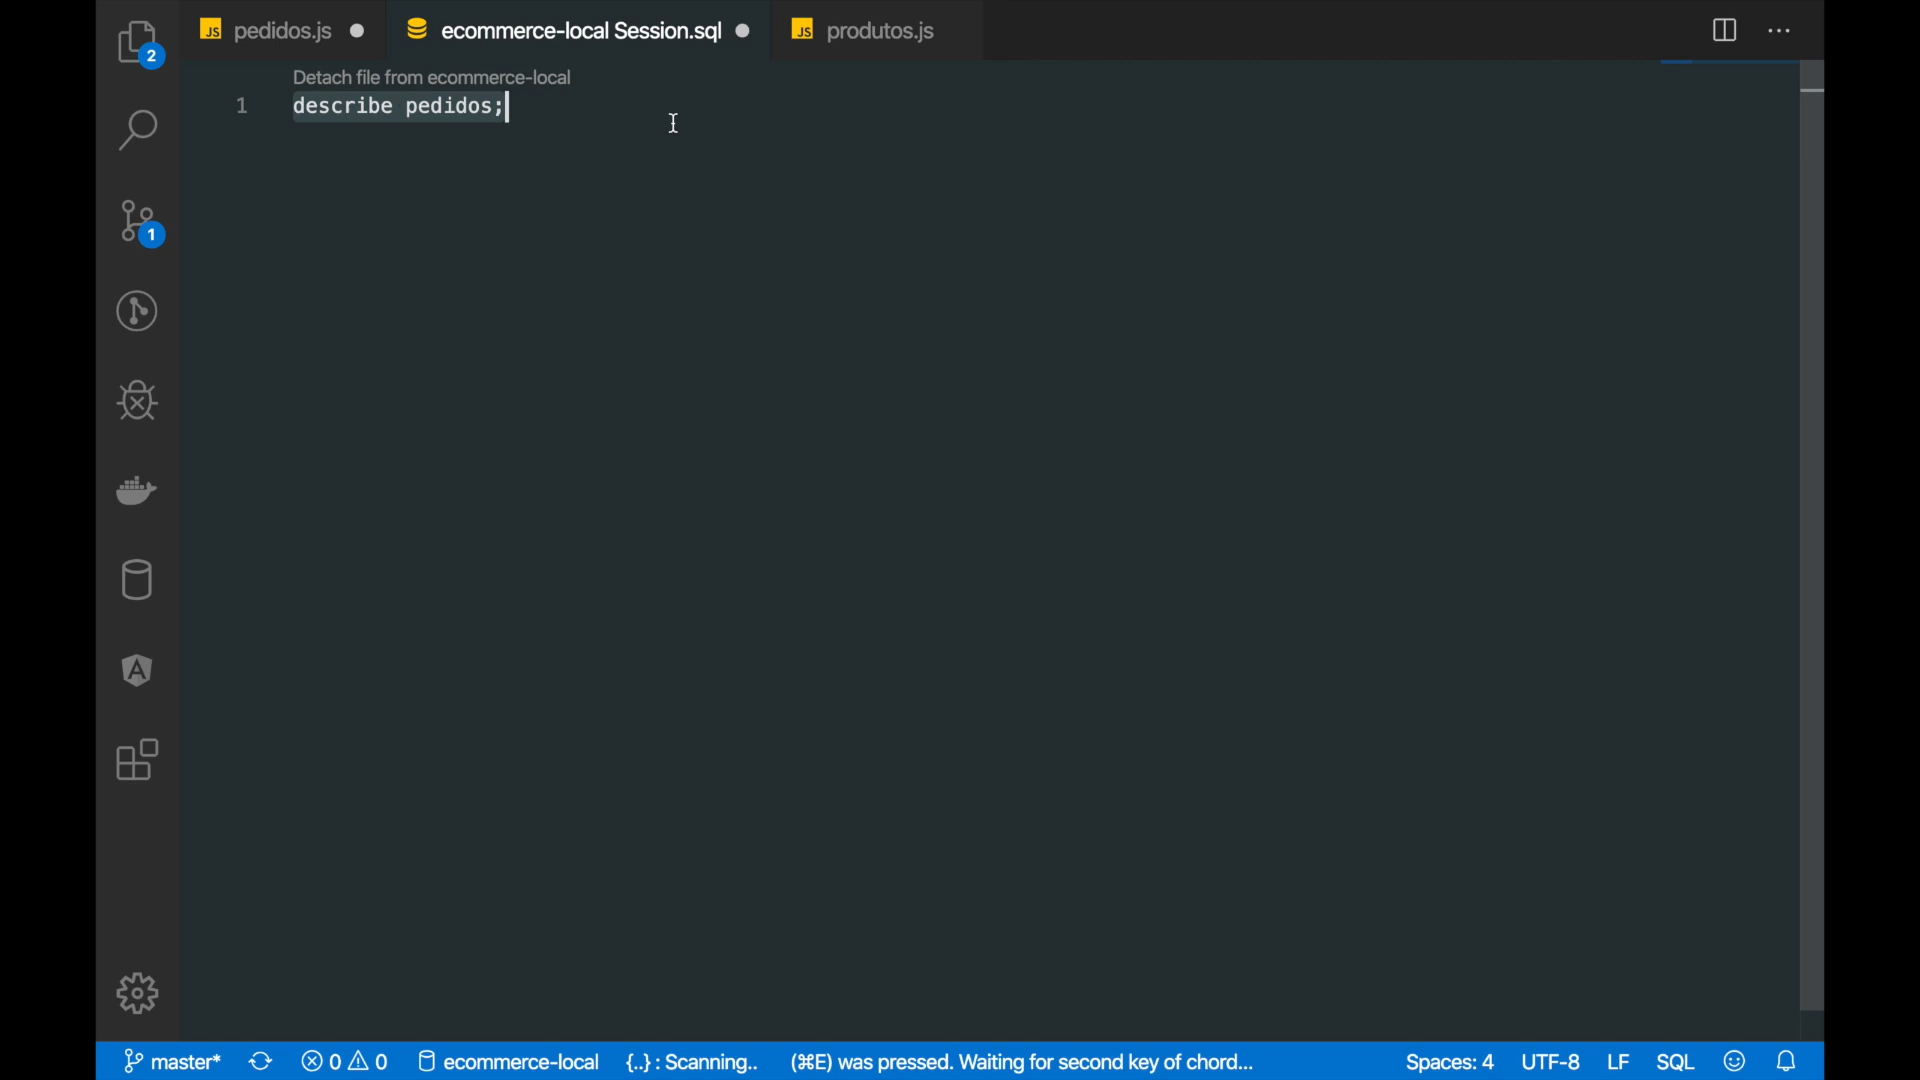 JS pedidos.js ecommerce-local Session.sql JS produtos.js
2
Detach file from ecommerce-local
1 describe pedidos;
1
master* 0 0 ecommerce-local {..} : Scanning.. (⌘E) was pressed. Waiting for second key of chord... Spaces: 4 UTF-8 LF SQL